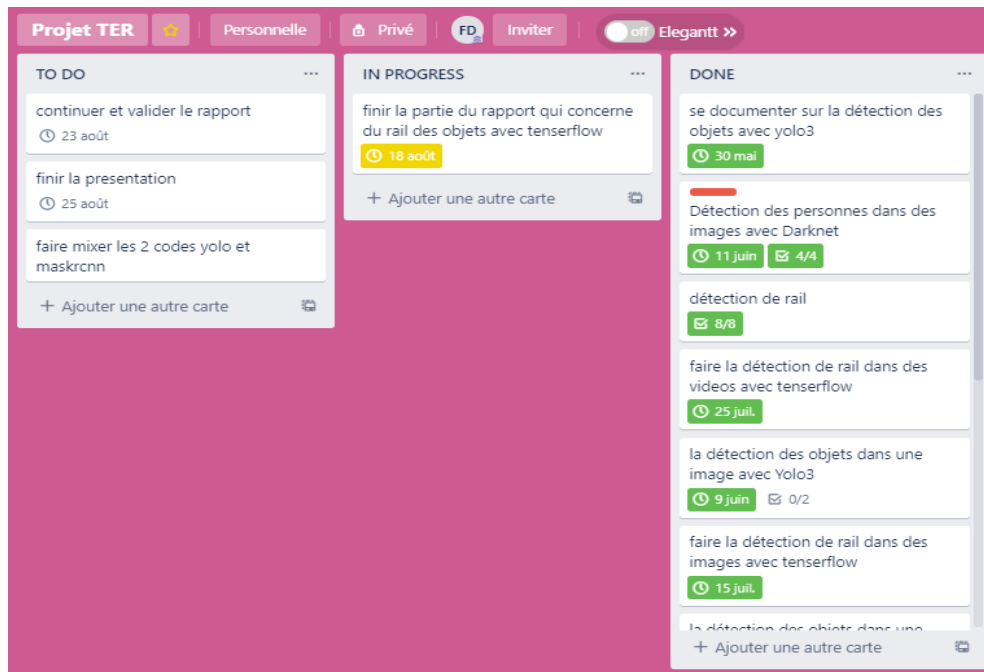 Projet TER
Personnelle
Privé
FD
Inviter
off
Elegantt >>
TO DO
continuer et valider le rapport
23 août
finir la presentation
25 août
faire mixer les 2 codes yolo et
maskrcnn
+ Ajouter une autre carte
IN PROGRESS
finir la partie du rapport qui concerne
du rail des objets avec tenserflow
18 août
+ Ajouter une autre carte
DONE
se documenter sur la détection des
objets avec yolo3
30 mai
Détection des personnes dans des
images avec Darknet
11 juin 4/4
détection de rail
8/8
faire la détection de rail dans des
videos avec tenserflow
25 juil.
la détection des objets dans une
image avec Yolo3
9 juin 0/2
faire la détection de rail dans des
images avec tenserflow
15 juil.
la détection des objets dans une
+ Ajouter une autre carte